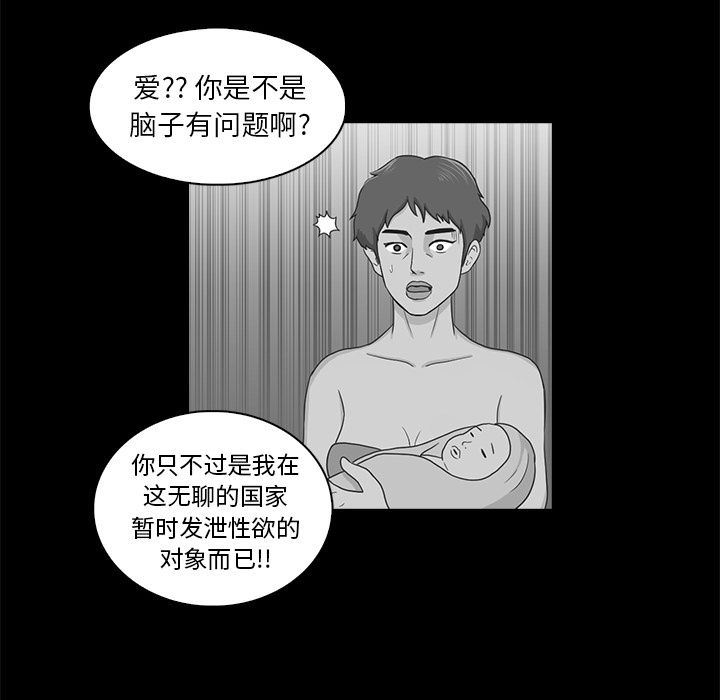 爱?? 你是不是
脑子有问题啊?
你只不过是我在
这无聊的国家
暂时发泄性欲的
对象而已!!